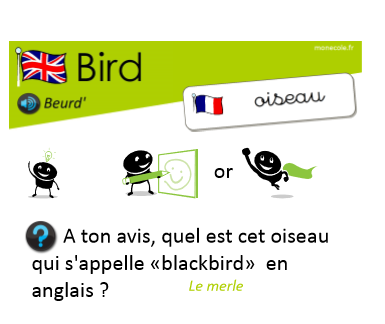 monecole.fr
Bird
Beurd'
oiseau
or
A ton avis, quel est cet oiseau
qui s'appelle «blackbird» en
anglais ?
Le merle